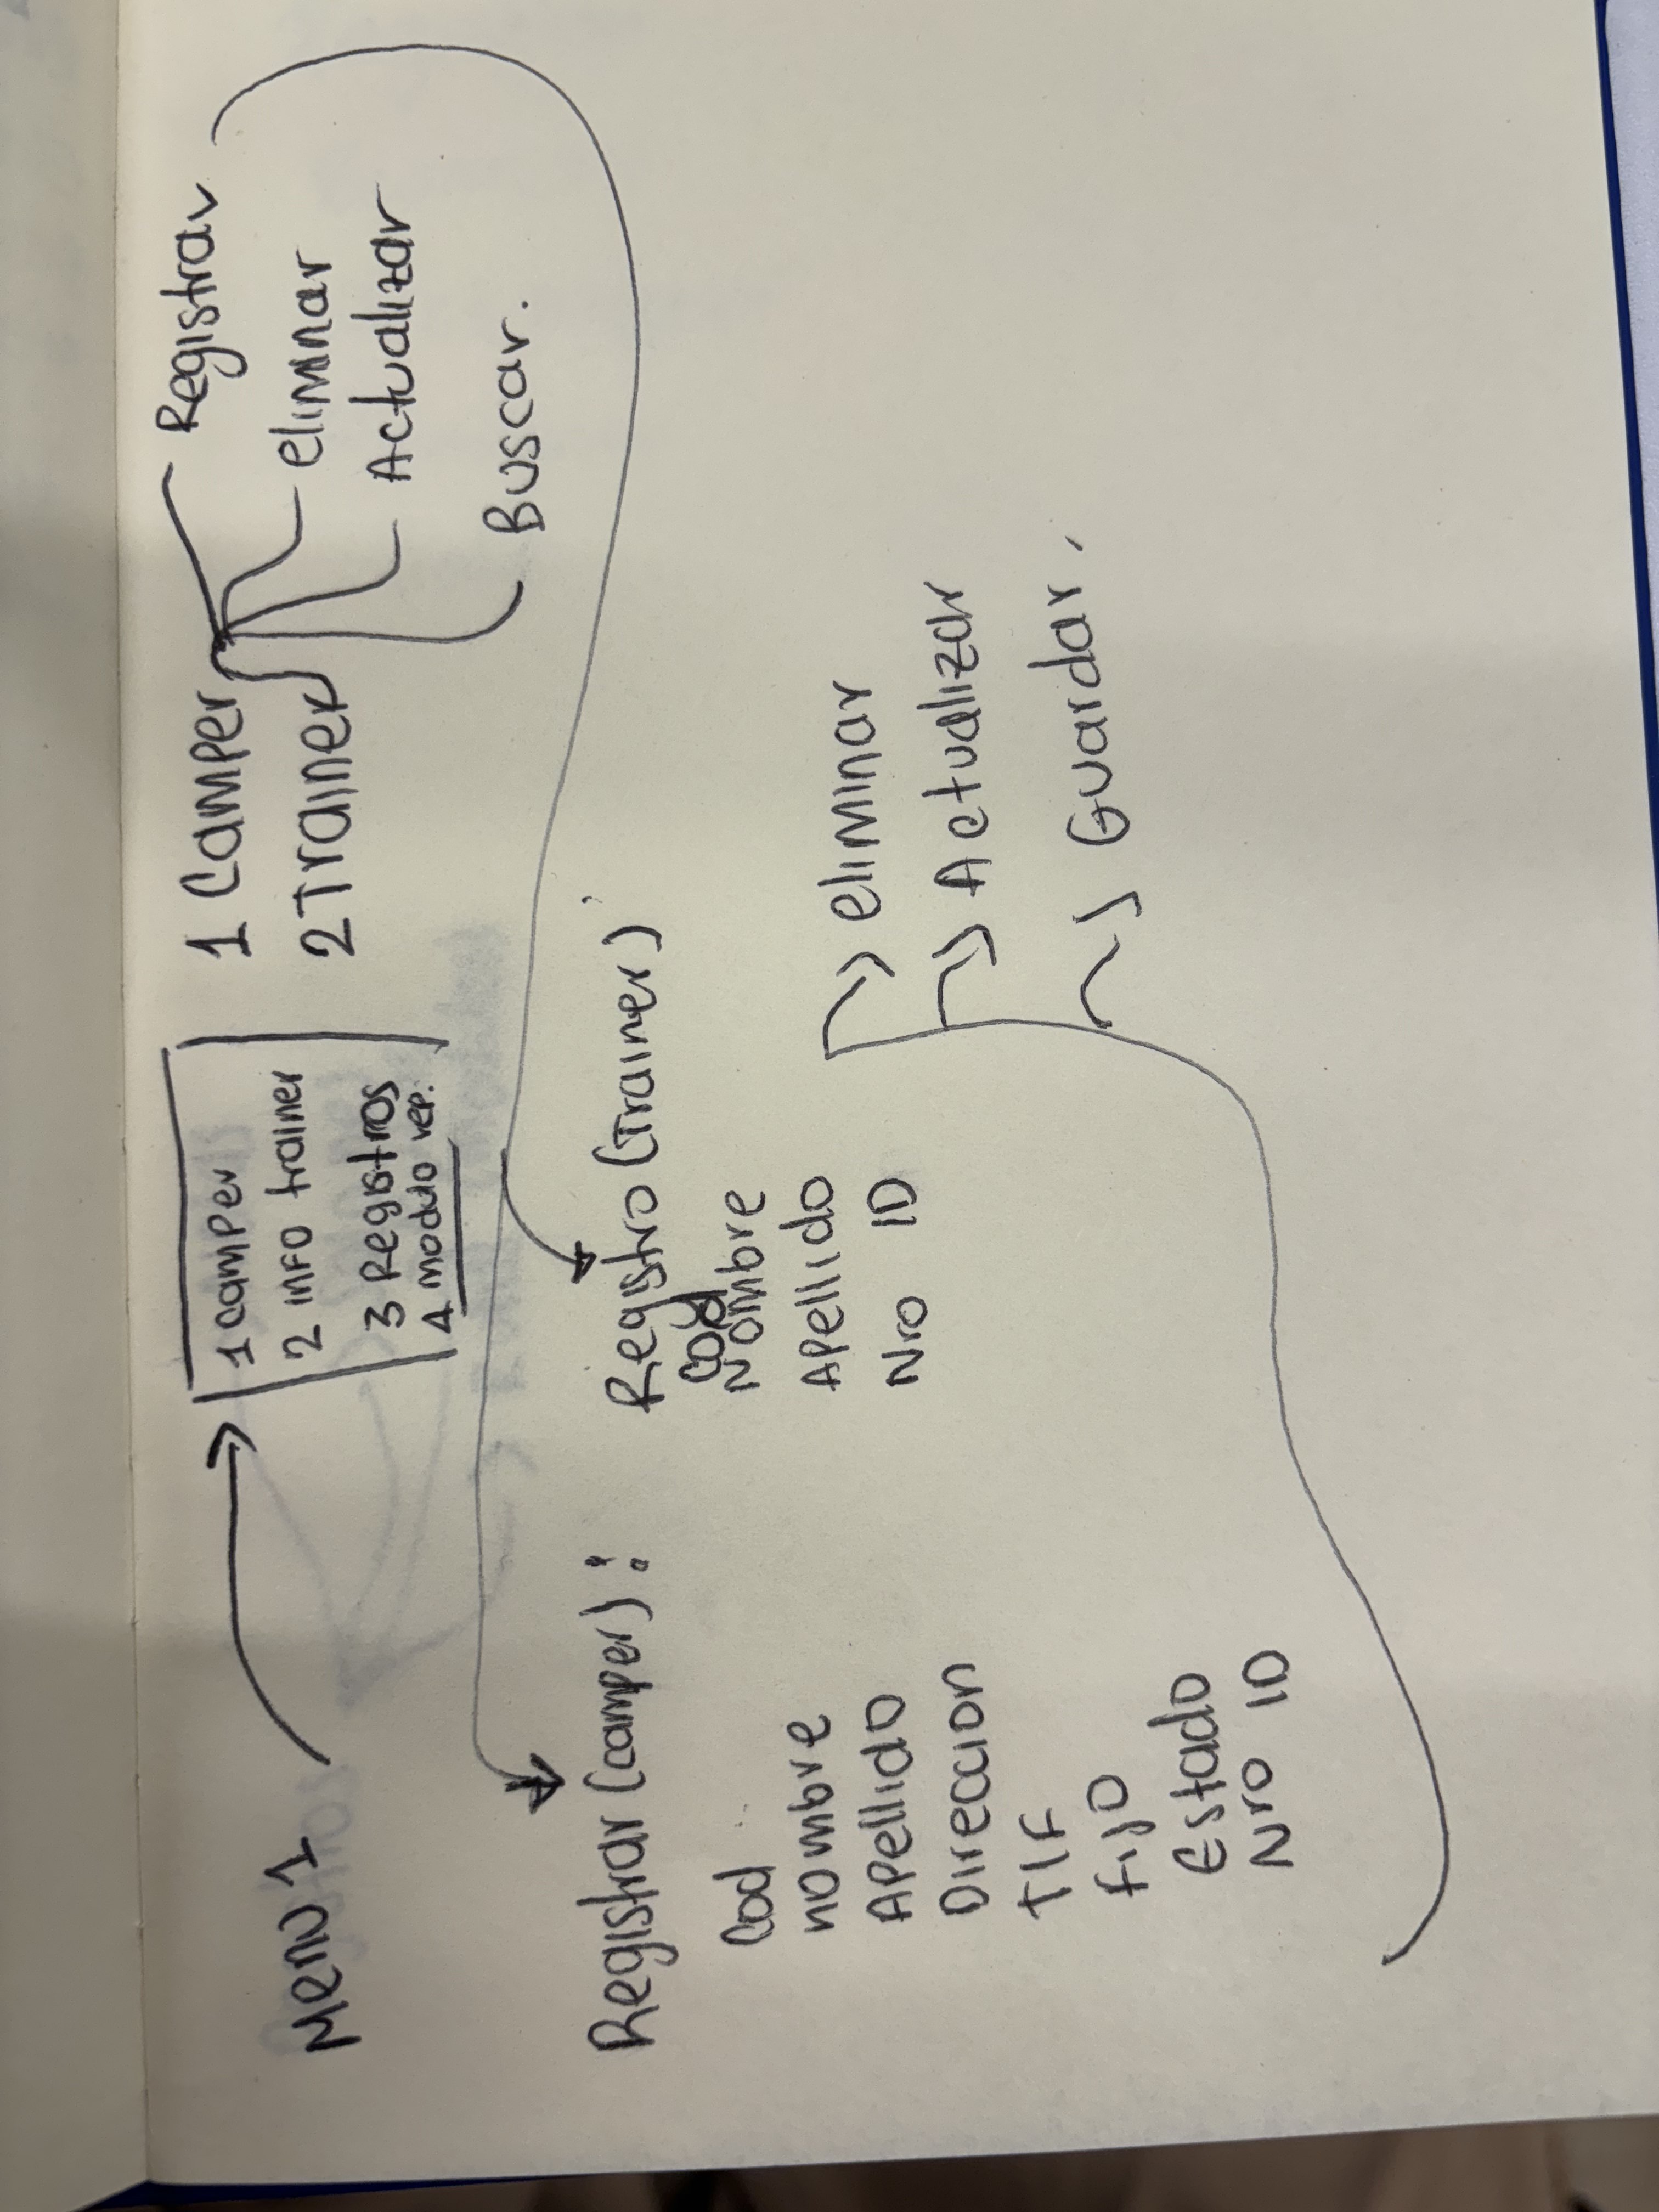 Menu 1
1 camper
2 info trainer
3 Registros
4 modulo rep.
1 Camper
2 Trainer
Registrar
eliminar
Actualizar
Buscar.
Registrar (camper):
Cod
nombre
Apellido
Direccion
Tlf
Fijo
Estado
Nro ID
Registro (Trainer)
Cod
Nombre
Apellido
Nro ID
eliminar
Actualizar
Guardar.